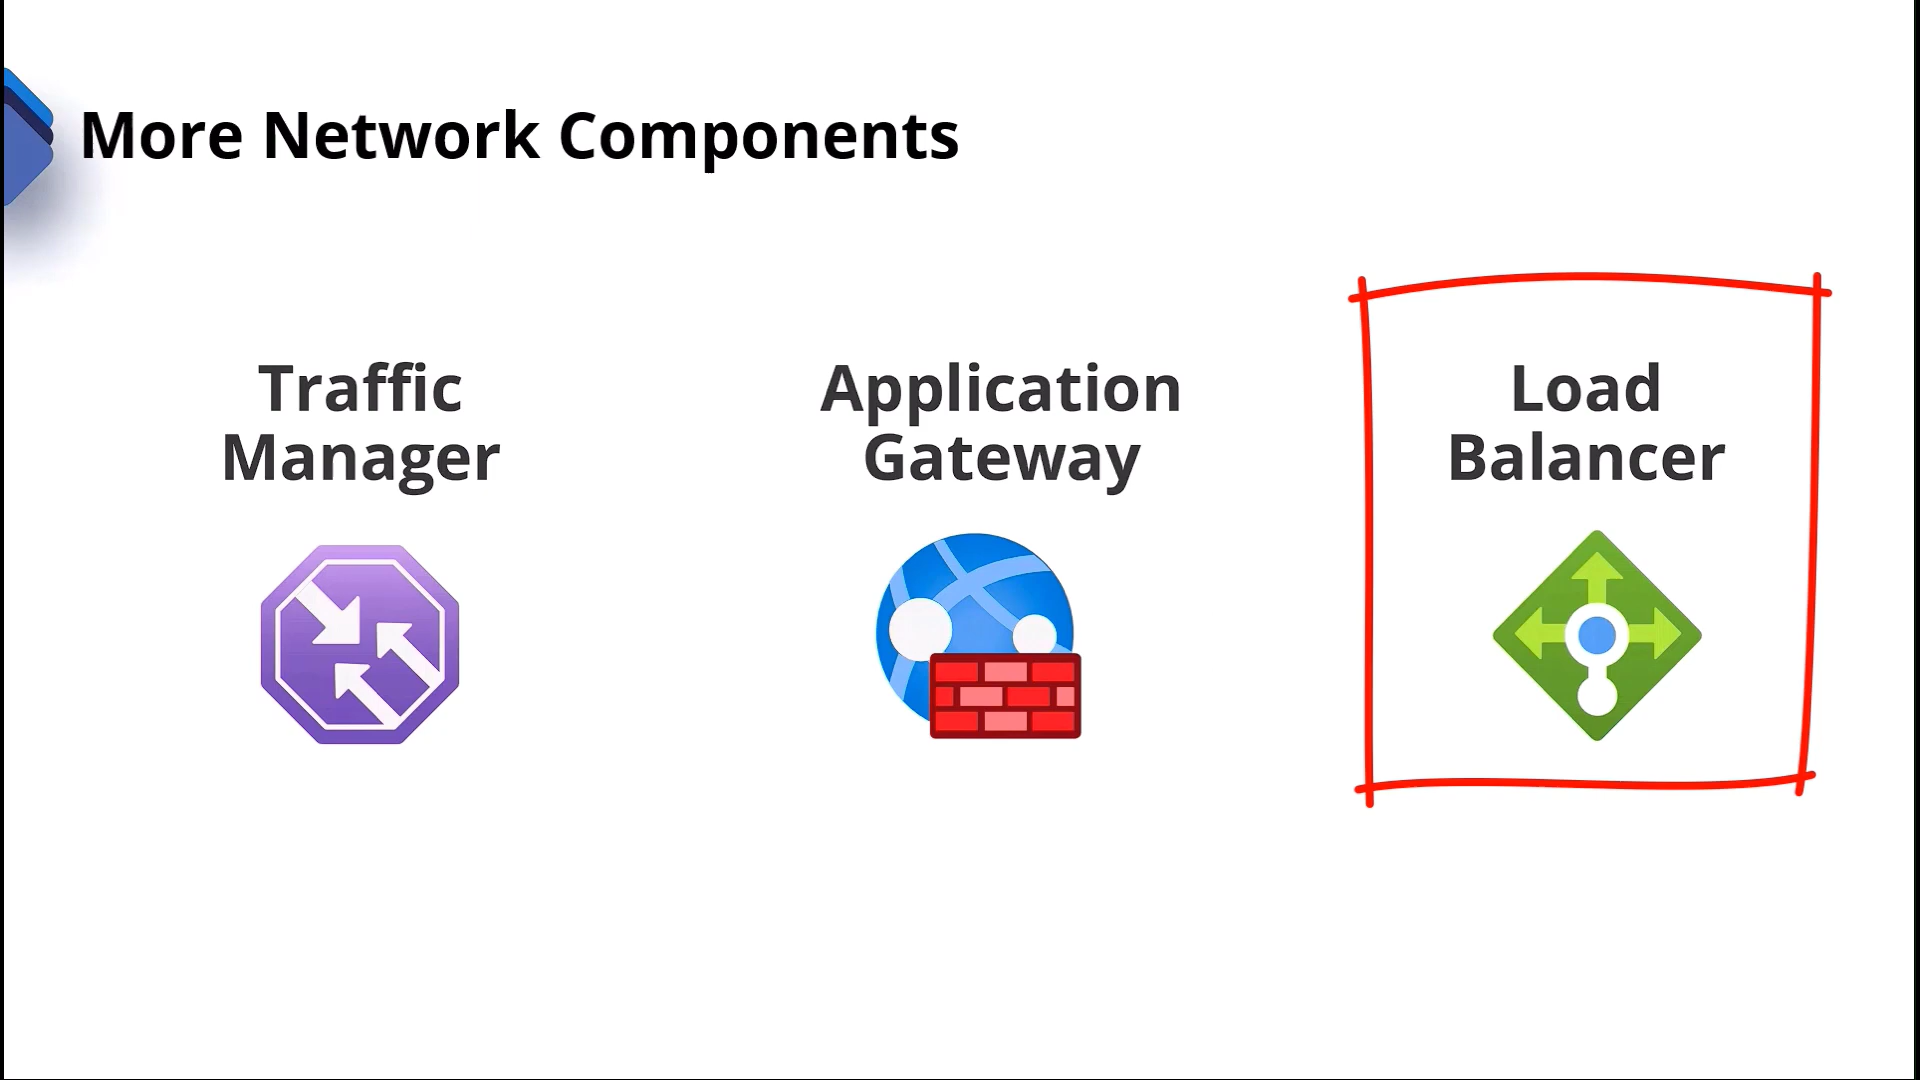 More Network Components
Traffic
Manager
Application
Gateway
Load
Balancer